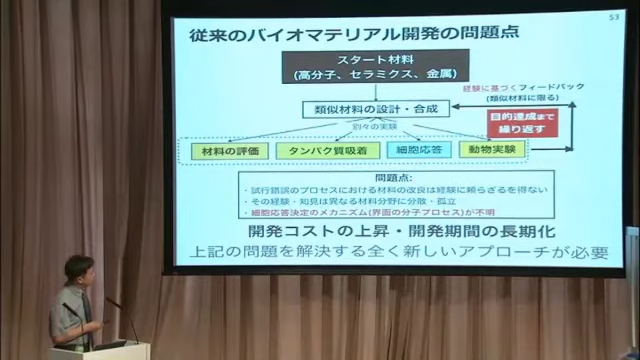 53
従来のバイオマテリアル開発の問題点
スタート材料
(高分子、セラミクス、金属)
経験に基づくフィードバック
(類似材料に限る)
類似材料の設計・合成
別々の実験
目的達成まで
繰り返す
材料の評価
タンパク質吸着
細胞応答
動物実験
問題点:
・試行錯誤のプロセスにおける材料の改良は経験に頼らざるを得ない
・その経験・知見は異なる材料分野に分散・孤立
・細胞応答決定のメカニズム(界面の分子プロセス)が不明
開発コストの上昇・開発期間の長期化
上記の問題を解決する全く新しいアプローチが必要